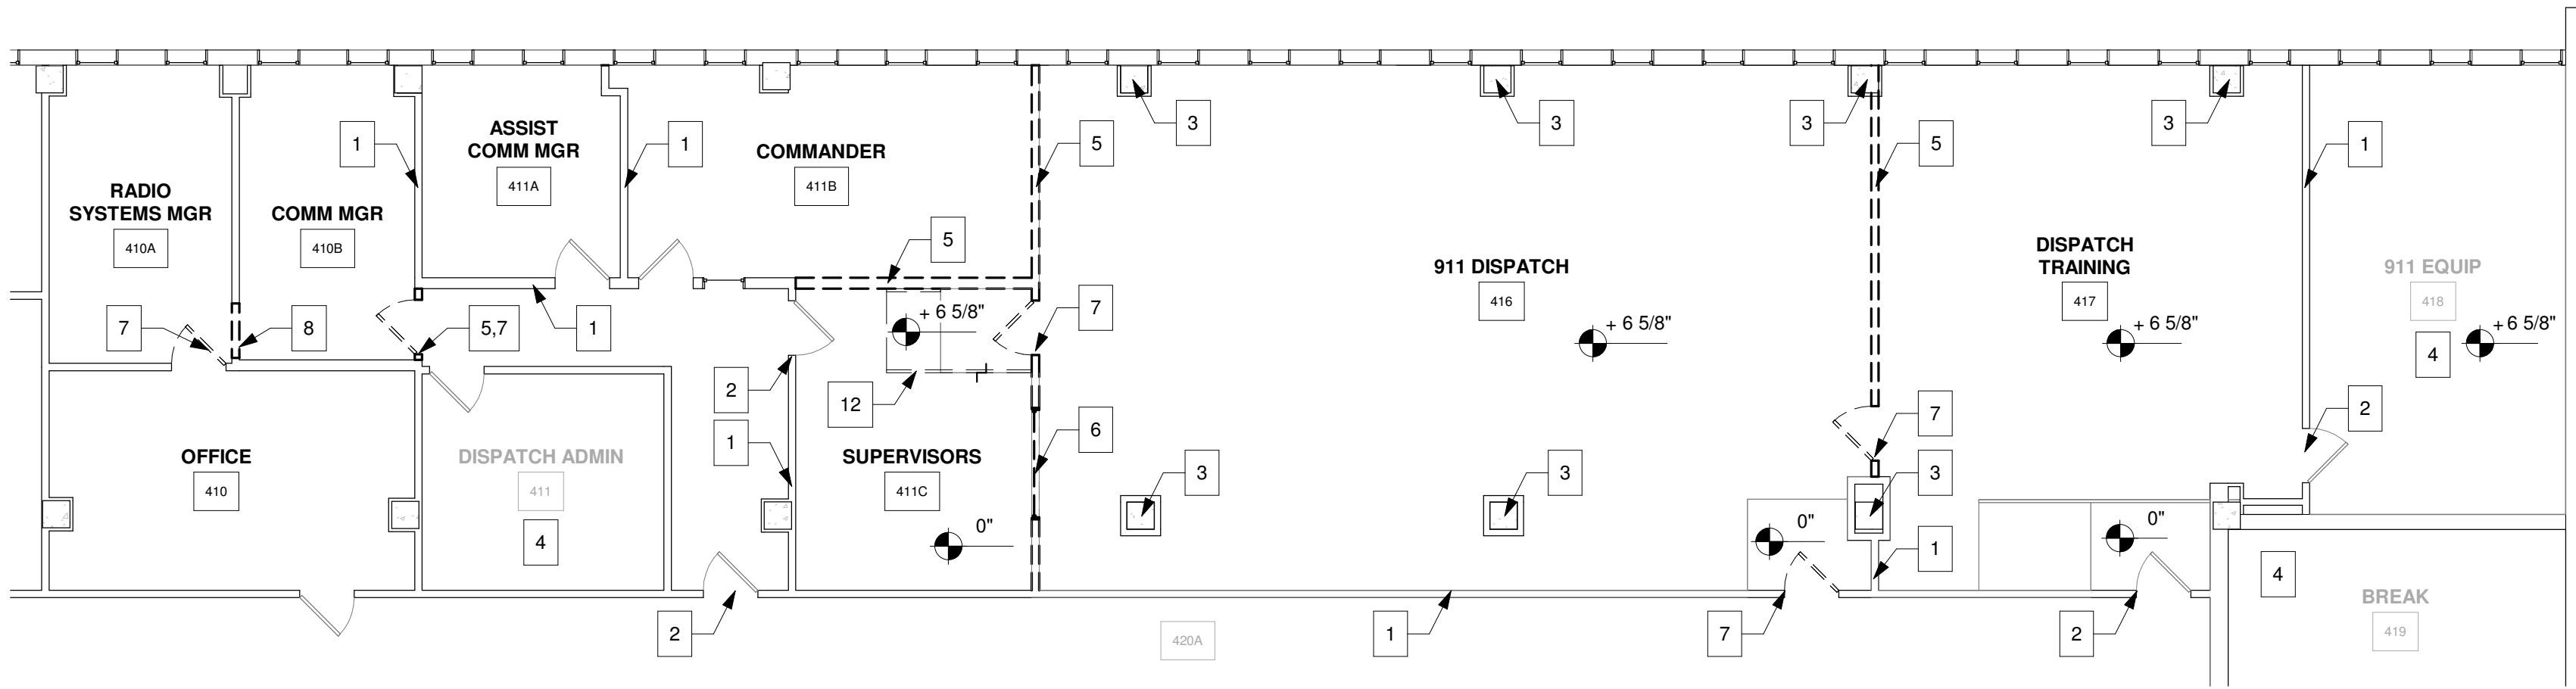 3
3
3
3
1
ASSIST
COMM MGR
411A
1
COMMANDER
411B
5
5
1
RADIO
SYSTEMS MGR
410A
COMM MGR
410B
5
911 DISPATCH
416
DISPATCH
TRAINING
417
911 EQUIP
418
7
8
5,7
1
+ 6 5/8"
7
+ 6 5/8"
+ 6 5/8"
4
+ 6 5/8"
2
12
7
2
1
6
OFFICE
410
DISPATCH ADMIN
411
4
SUPERVISORS
411C
0"
3
3
3
0"
0"
1
4
BREAK
419
2
420A
1
7
2